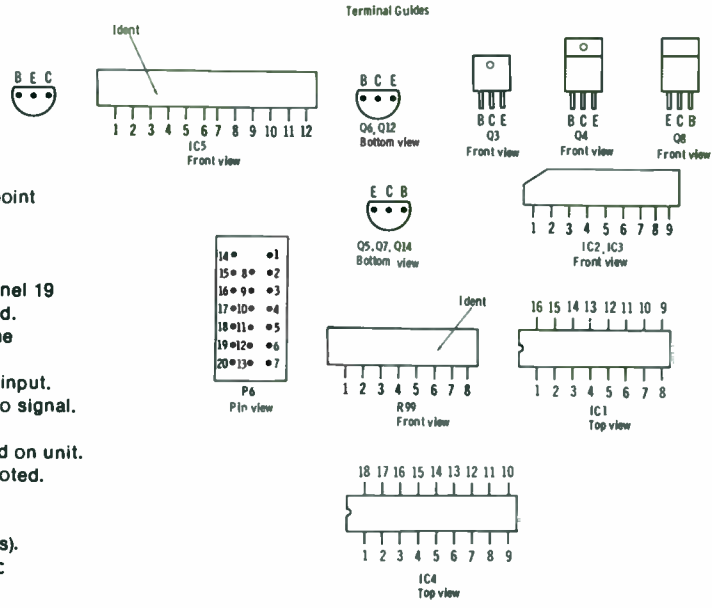 Terminal Guides
Ident
B E C
1 2 3 4 5 6 7 8 9 10 11 12
IC5
Front view
B C E
Q6, Q12
Bottom view
B C E
Q3
Front view
B C E
Q4
Front view
E C B
Q8
Front view
E C B
Q5, Q7, Q14
Bottom view
1 2 3 4 5 6 7 8 9
IC2, IC3
Front view
14 1
15 8 2
16 9 3
17 10 4
18 11 5
19 12 6
20 13 7
P6
Pin view
Ident
1 2 3 4 5 6 7 8
R99
Front view
16 15 14 13 12 11 10 9
1 2 3 4 5 6 7 8
IC1
Top view
18 17 16 15 14 13 12 11 10
1 2 3 4 5 6 7 8 9
IC4
Top view
oint
nel 19
d.
e
input.
o signal.
d on unit.
oted.
s).